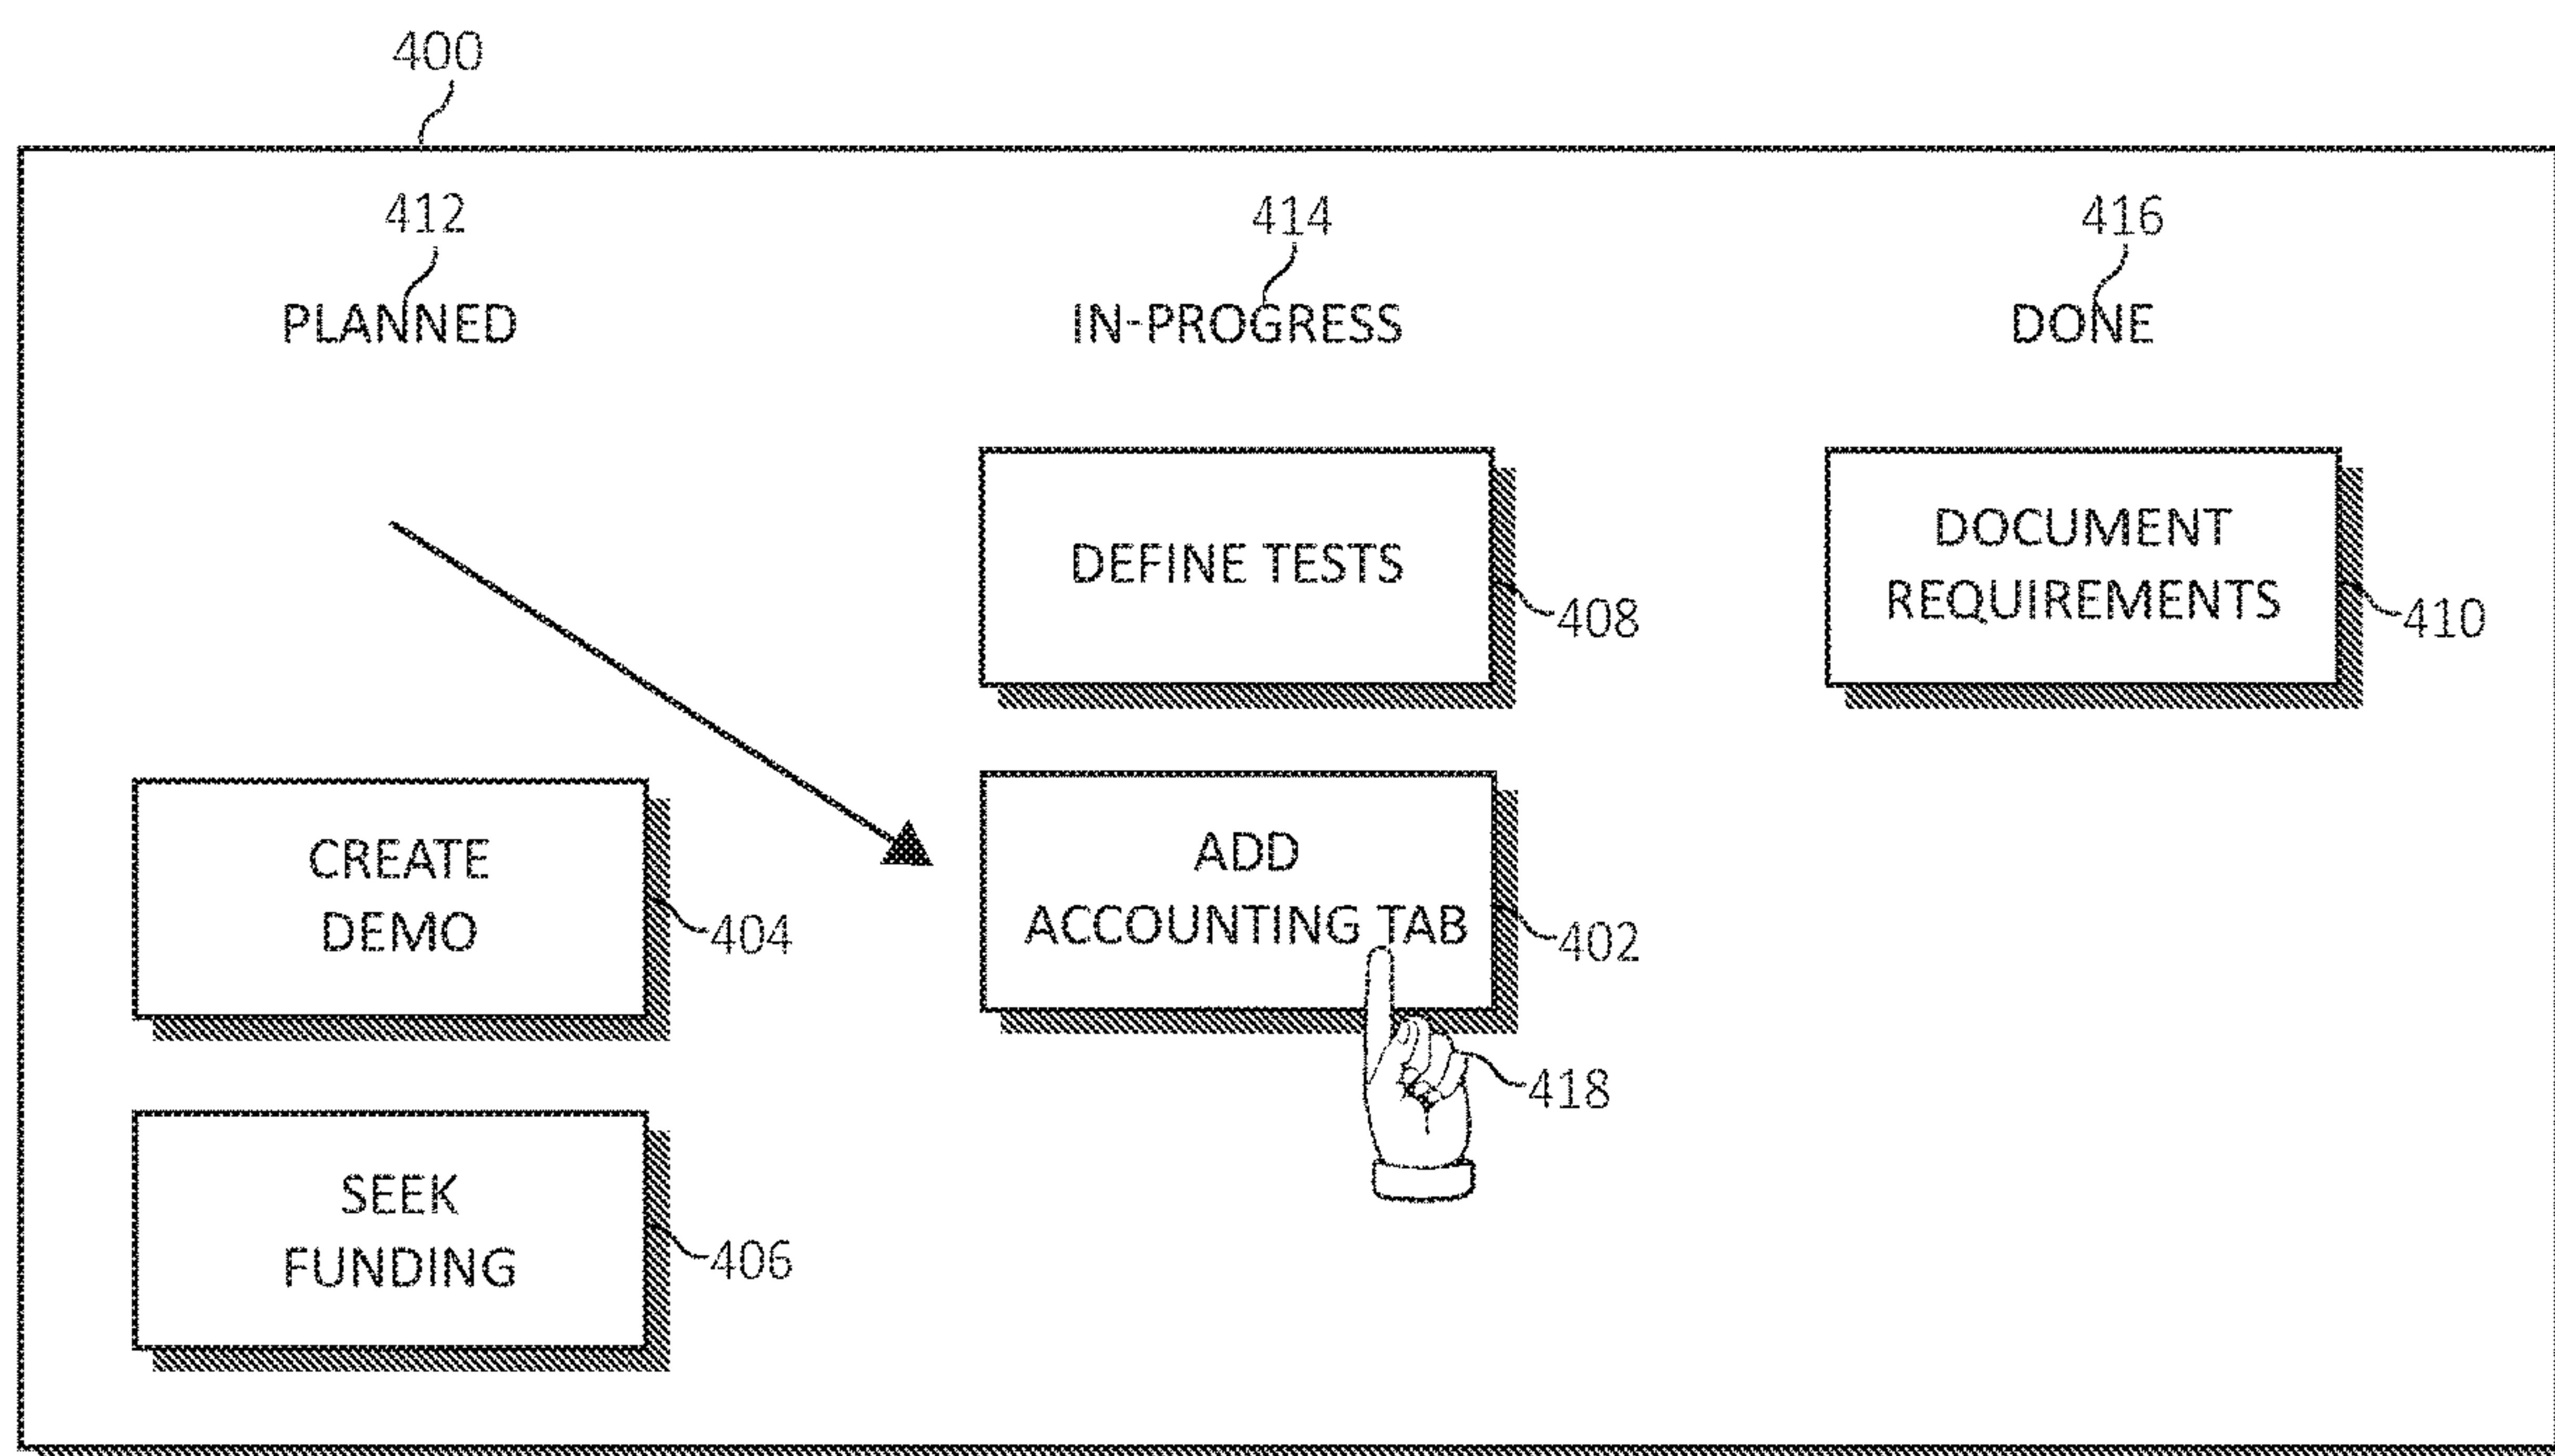 400
412
414
416
PLANNED
IN-PROGRESS
DONE
DEFINE TESTS
408
DOCUMENT
REQUIREMENTS
410
CREATE
DEMO
404
ADD
ACCOUNTING TAB
402
418
SEEK
FUNDING
406